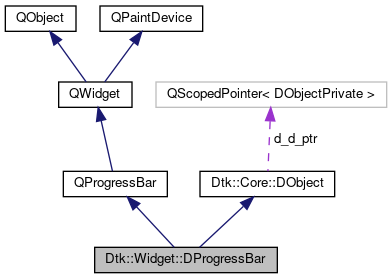 QObject
QPaintDevice
QWidget
QScopedPointer< DObjectPrivate >
d_d_ptr
QProgressBar
Dtk::Core::DObject
Dtk::Widget::DProgressBar